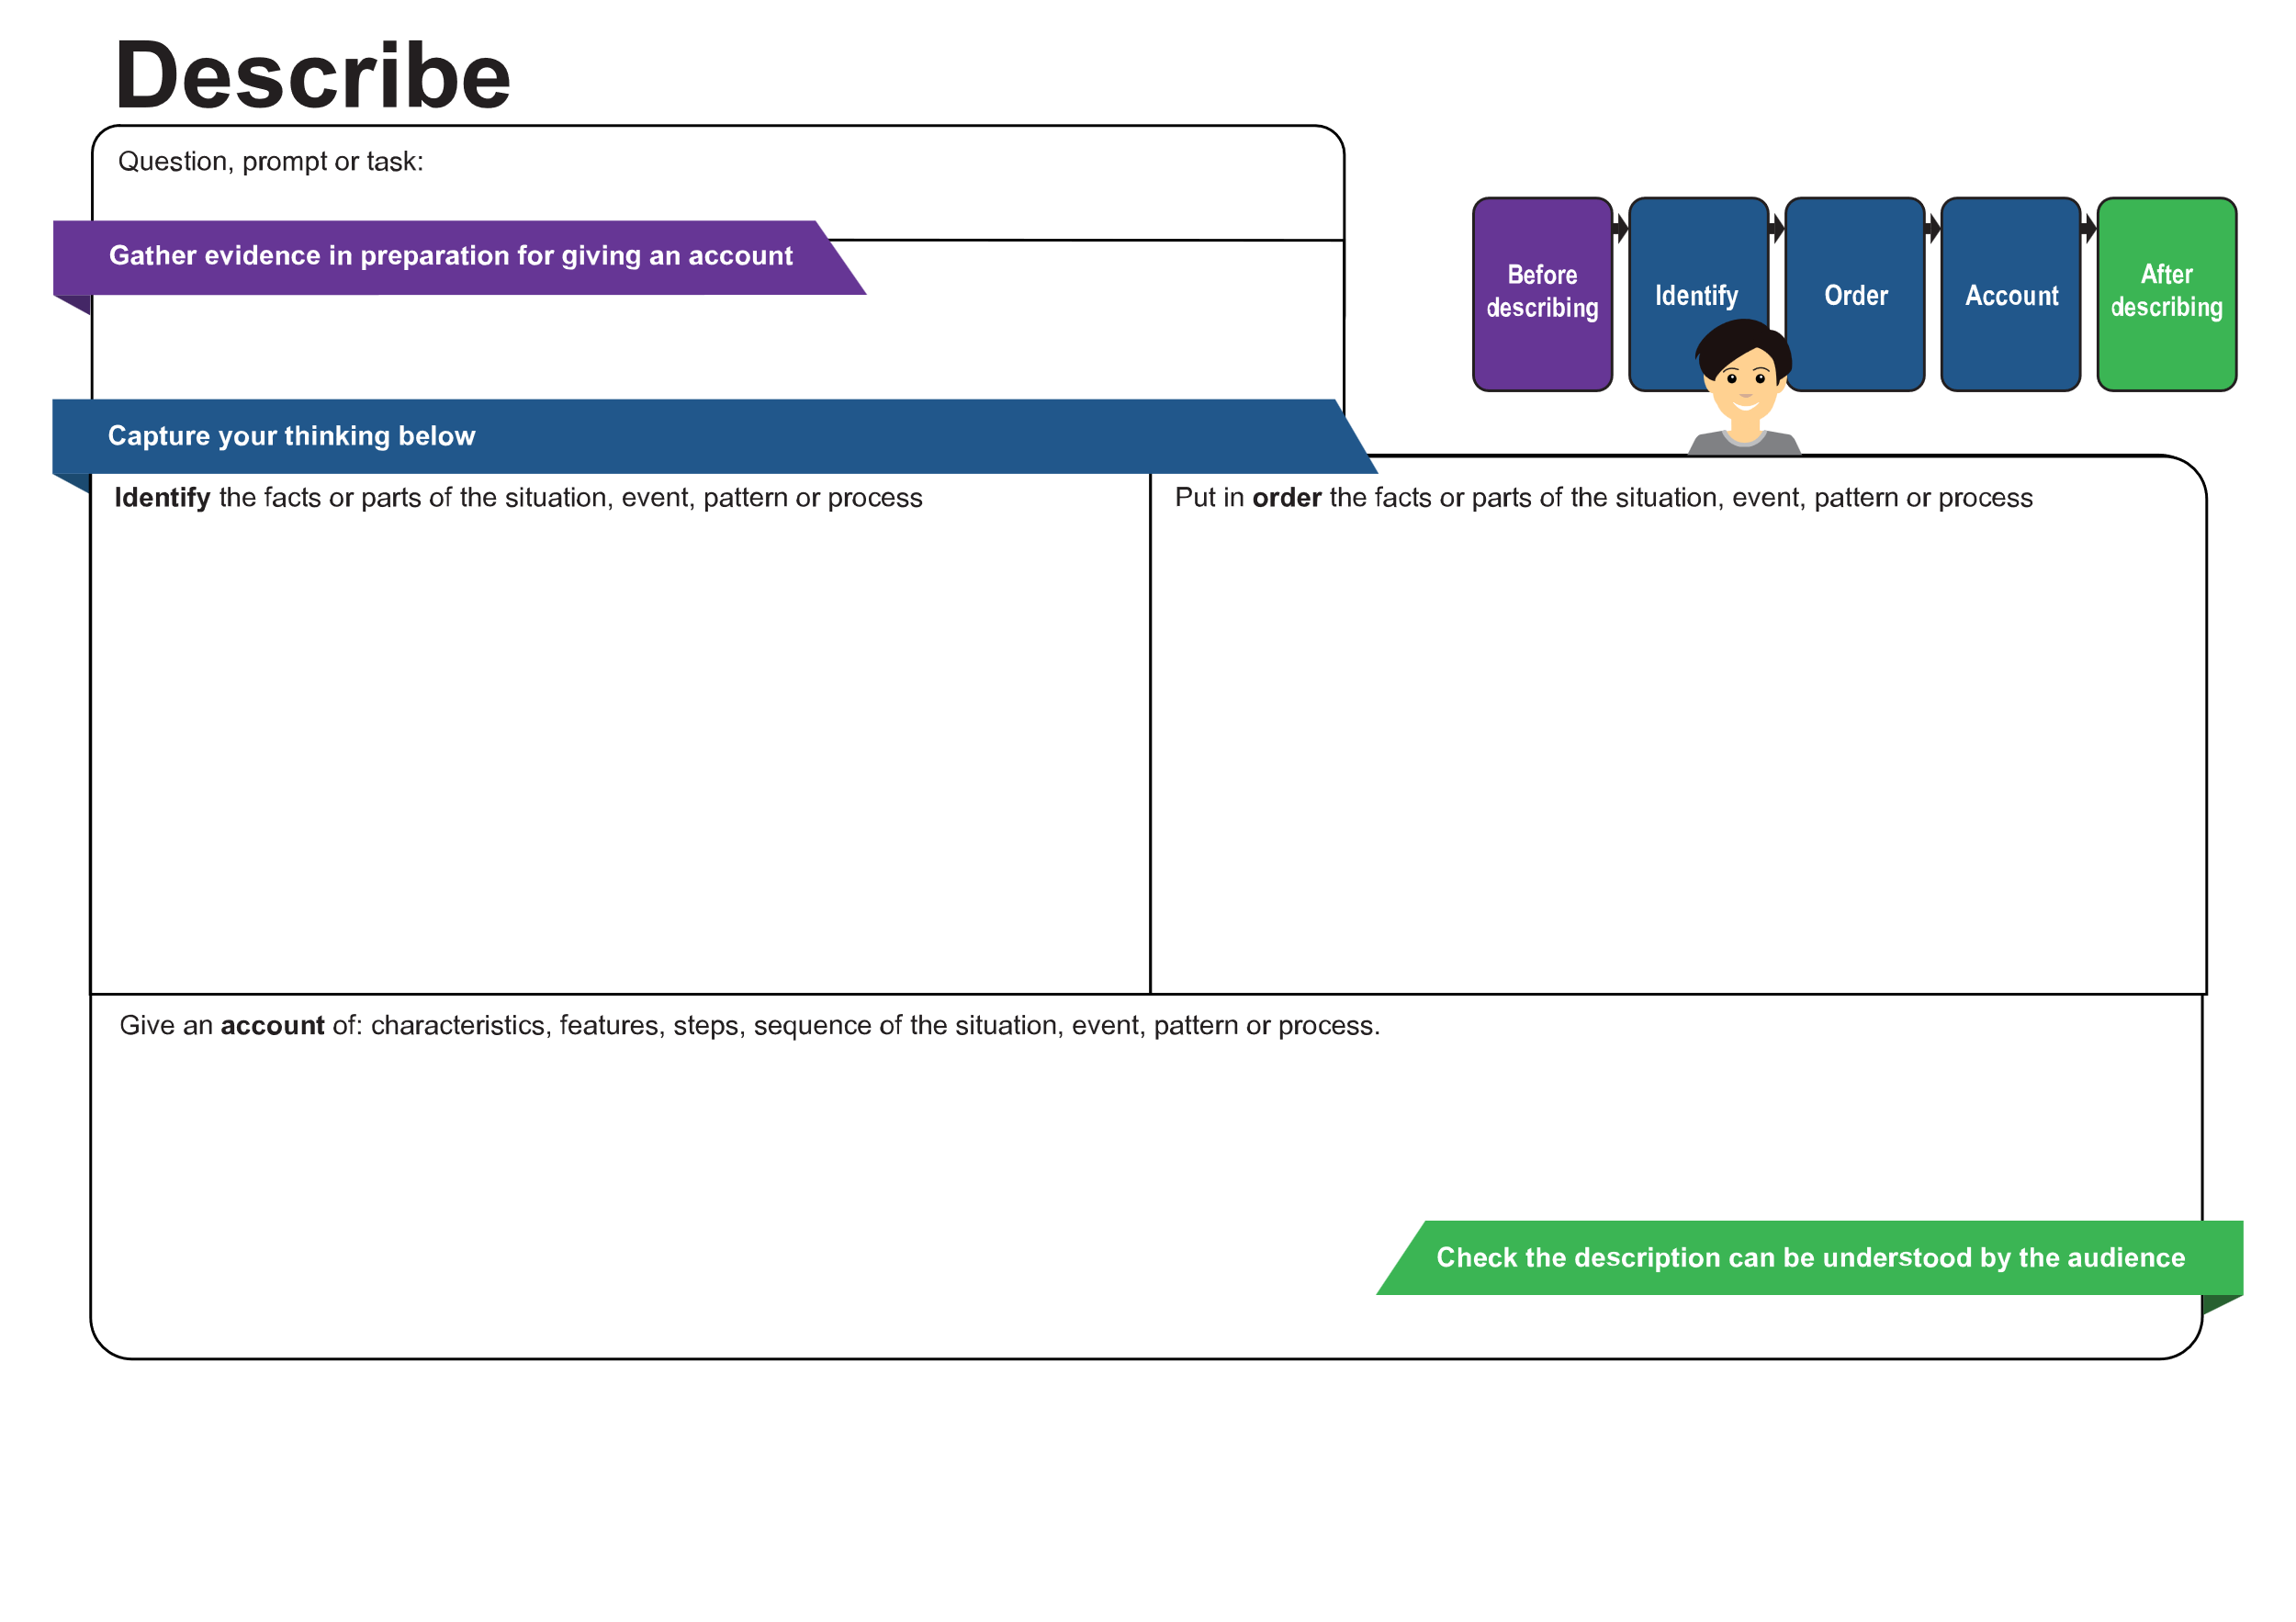 Describe
Question, prompt or task:
Gather evidence in preparation for giving an account
Before
describing
Identify
Order
Account
After
describing
Capture your thinking below
Identify the facts or parts of the situation, event, pattern or process
Put in order the facts or parts of the situation, event, pattern or process
Give an account of: characteristics, features, steps, sequence of the situation, event, pattern or process.
Check the description can be understood by the audience